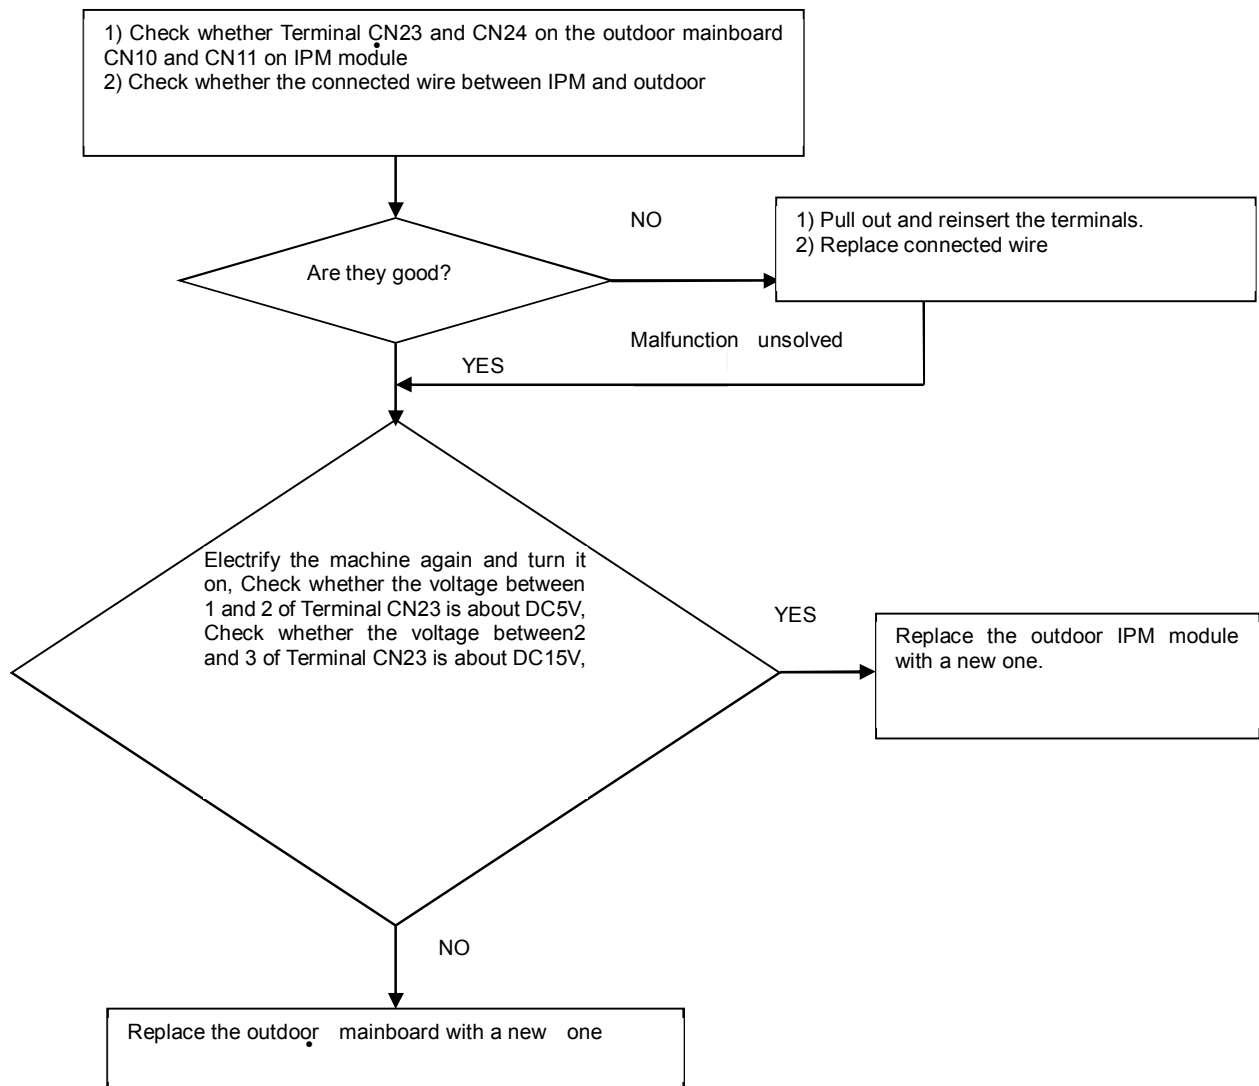 1) Check whether Terminal CN23 and CN24 on the outdoor mainboard
CN10 and CN11 on IPM module
2) Check whether the connected wire between IPM and outdoor
NO
1) Pull out and reinsert the terminals.
2) Replace connected wire
Are they good?
Malfunction unsolved
YES
Electrify the machine again and turn it
on, Check whether the voltage between
1 and 2 of Terminal CN23 is about DC5V,
Check whether the voltage between2
and 3 of Terminal CN23 is about DC15V,
YES
Replace the outdoor IPM module
with a new one.
NO
Replace the outdoor mainboard with a new one